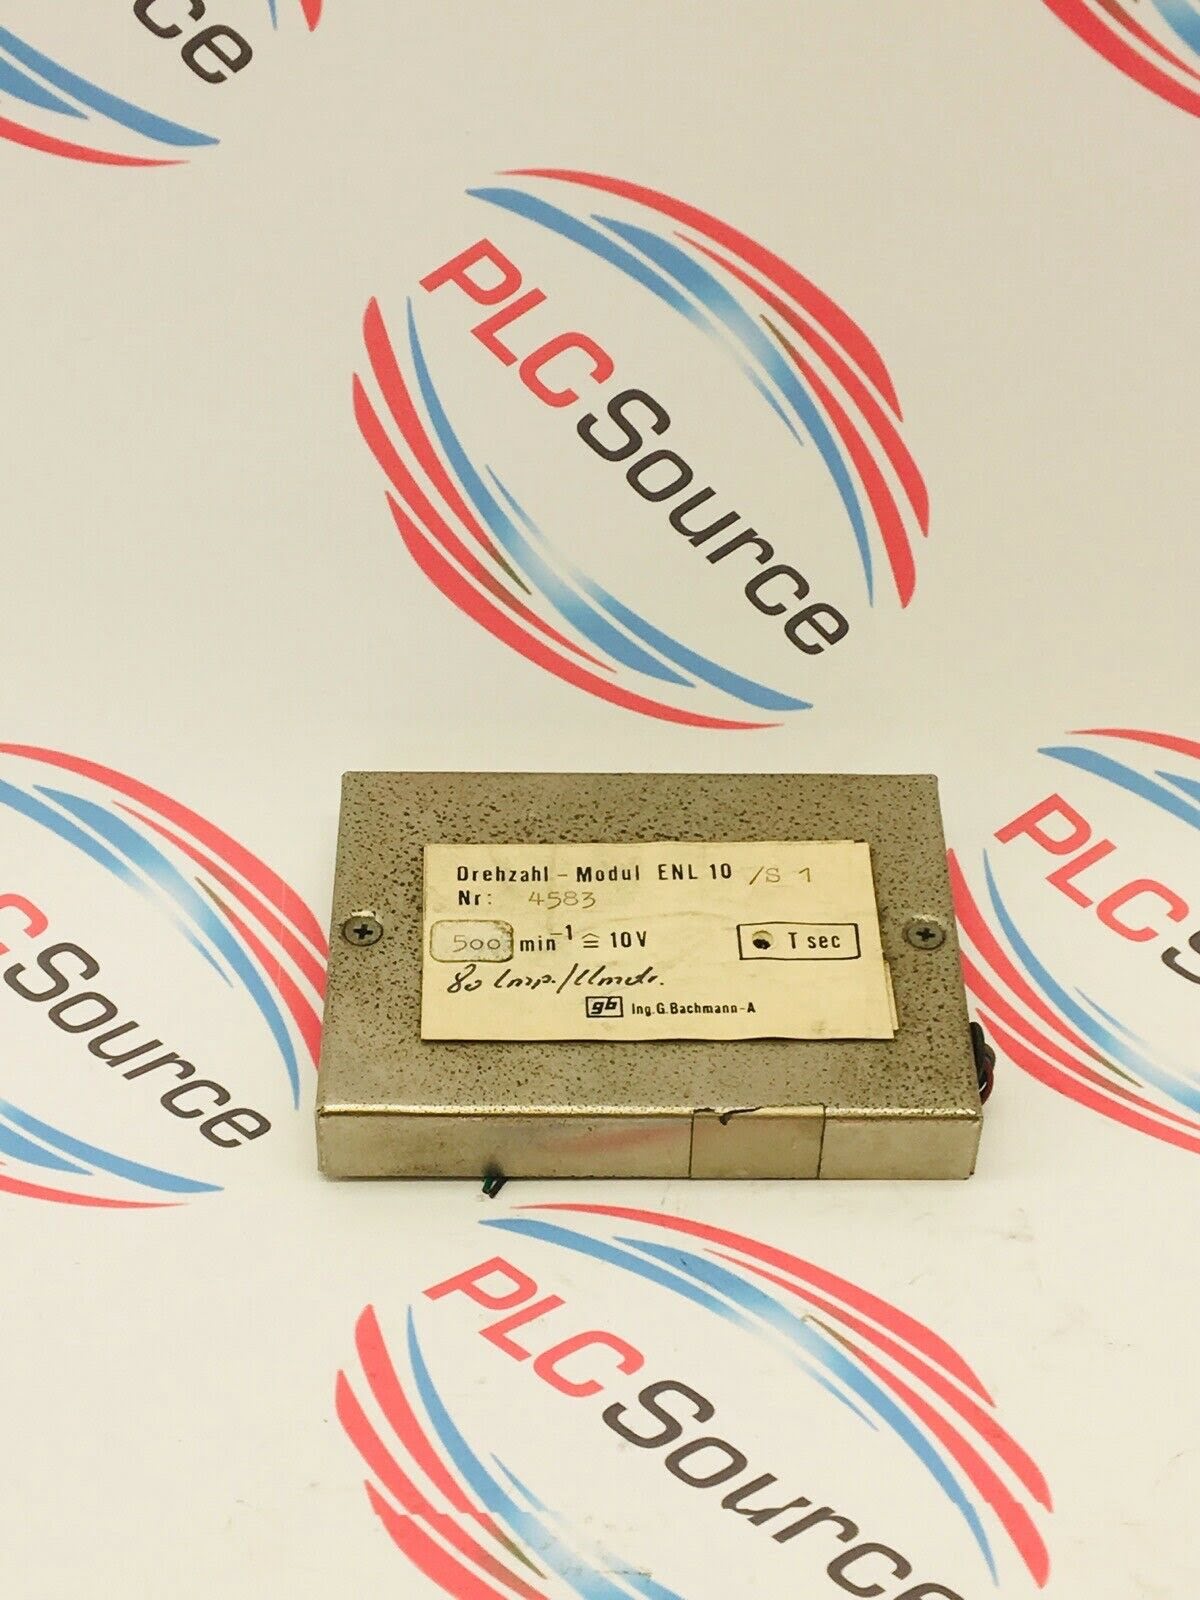 ce
PLC Source
Drehzahl - Modul ENL 10 /S 1
Nr: 4583
500 min⁻¹ ≙ 10V
T sec
80 Imp./Umdr.
gb Ing. G. Bachmann-A
PLC
C Source
PLC Source